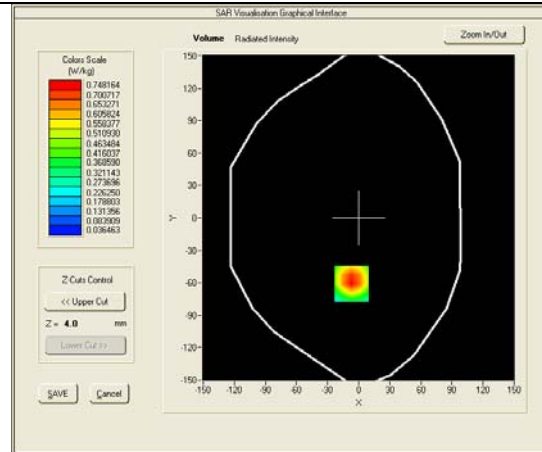 SAR Visualisation Graphical Interface
Volume Radiated Intensity
Zoom In/Out
Colors Scale
(W/kg)
0.748164
0.700717
0.653271
0.605824
0.558377
0.510930
0.463484
0.416037
0.368590
0.321143
0.273696
0.226250
0.178803
0.131356
0.083909
0.036463
150-
120-
90-
60-
30-
0-
-30-
-60-
-90-
-120-
-150-
Y
-150 -120 -90 -60 -30 0 30 60 90 120 150
X
Z Cuts Control
<< Upper Cut
Z = 4.0 mm
Lower Cut >>
SAVE Cancel